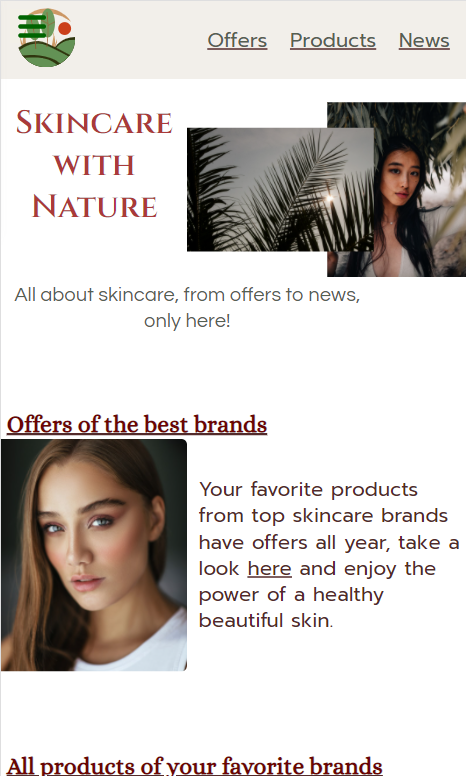 Offers Products News
Skincare
with
Nature
All about skincare, from offers to news,
only here!
Offers of the best brands
Your favorite products
from top skincare brands
have offers all year, take a
look here and enjoy the
power of a healthy
beautiful skin.
All products of your favorite brands